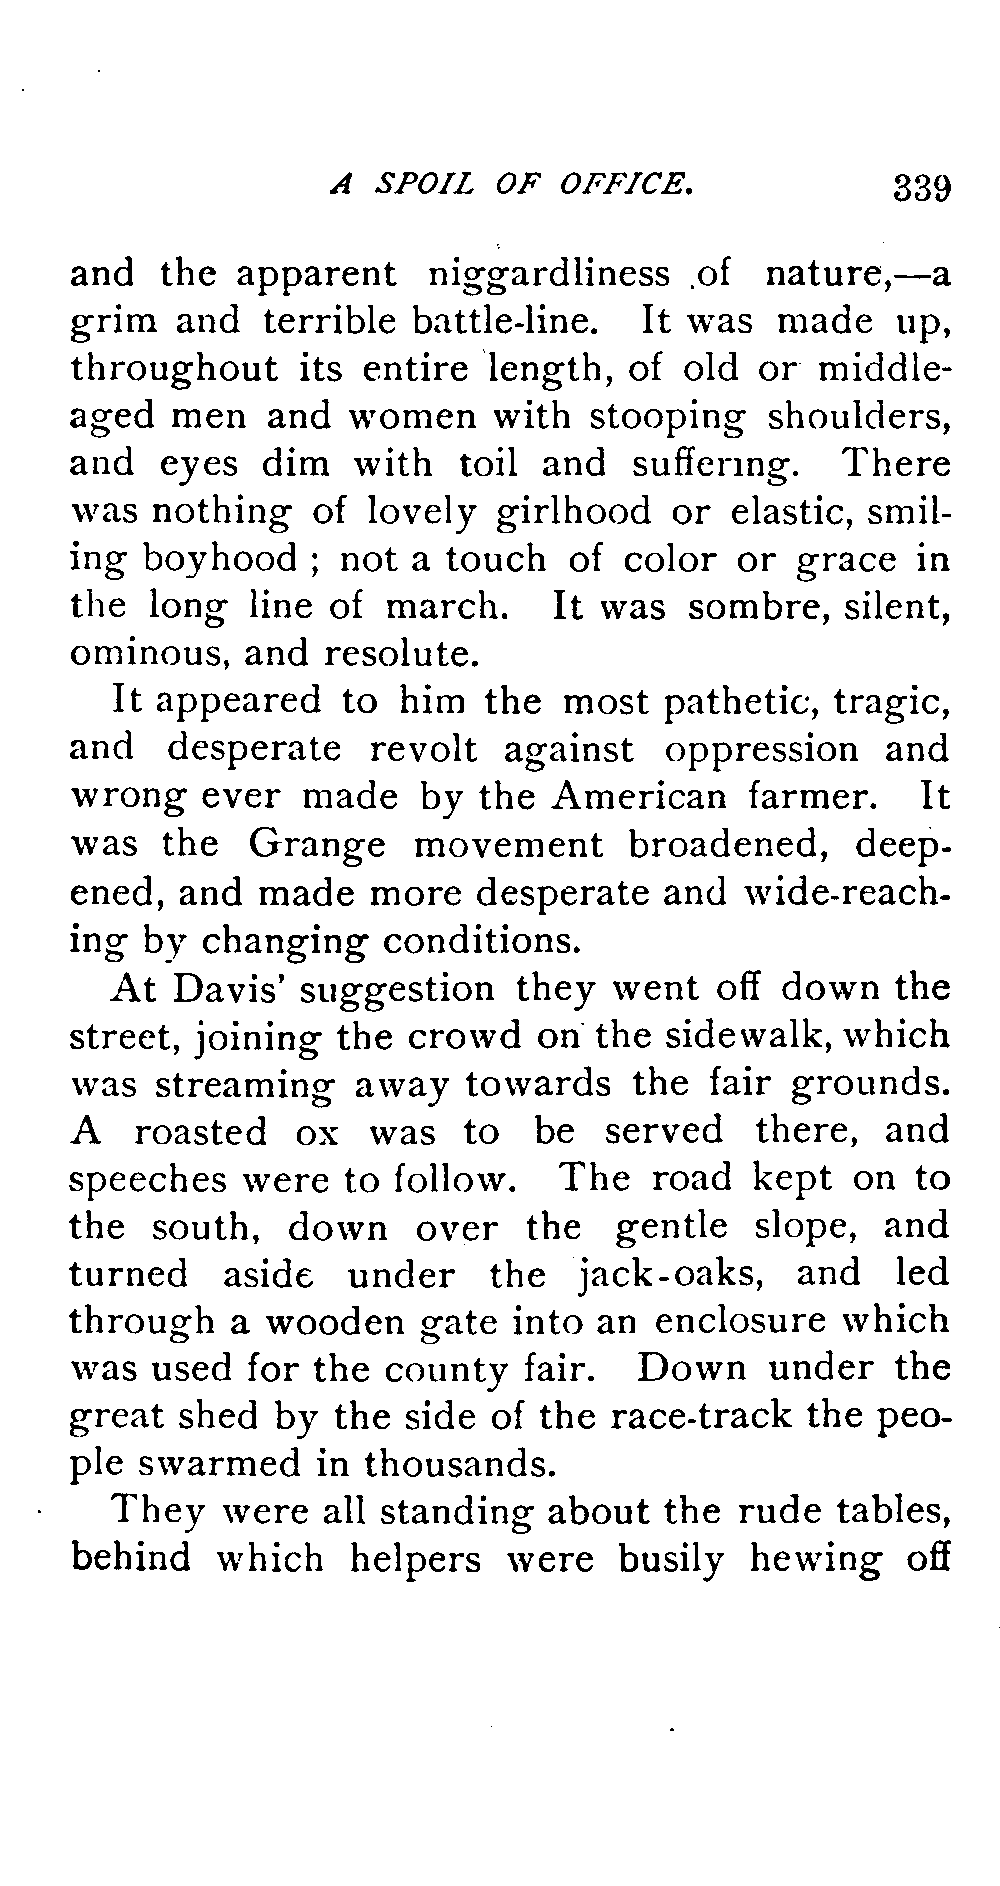 A SPOIL OF OFFICE. 339
and the apparent niggardliness of nature,—a
grim and terrible battle-line. It was made up,
throughout its entire length, of old or middle-
aged men and women with stooping shoulders,
and eyes dim with toil and suffering. There
was nothing of lovely girlhood or elastic, smil-
ing boyhood ; not a touch of color or grace in
the long line of march. It was sombre, silent,
ominous, and resolute.
It appeared to him the most pathetic, tragic,
and desperate revolt against oppression and
wrong ever made by the American farmer. It
was the Grange movement broadened, deep-
ened, and made more desperate and wide-reach-
ing by changing conditions.
At Davis' suggestion they went off down the
street, joining the crowd on the sidewalk, which
was streaming away towards the fair grounds.
A roasted ox was to be served there, and
speeches were to follow. The road kept on to
the south, down over the gentle slope, and
turned aside under the jack-oaks, and led
through a wooden gate into an enclosure which
was used for the county fair. Down under the
great shed by the side of the race-track the peo-
ple swarmed in thousands.
They were all standing about the rude tables,
behind which helpers were busily hewing off